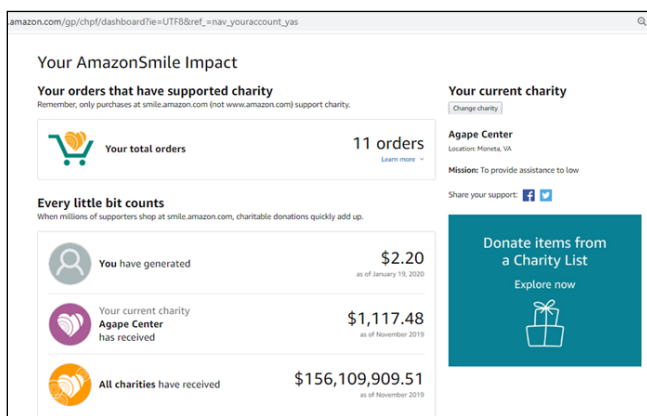 .amazon.com/gp/chpf/dashboard?ie=UTF8&ref_=nav_youraccount_yas
Your AmazonSmile Impact
Your orders that have supported charity
Remember, only purchases at smile.amazon.com (not www.amazon.com) support charity.
Your total orders
11 orders
Learn more
Every little bit counts
When millions of supporters shop at smile.amazon.com, charitable donations quickly add up.
You have generated
$2.20
as of January 19, 2020
Your current charity
Agape Center
has received
$1,117.48
as of November 2019
All charities have received
$156,109,909.51
as of November 2019
Your current charity
Change charity
Agape Center
Location: Moneta, VA
Mission: To provide assistance to low
Share your support:
Donate items from
a Charity List
Explore now